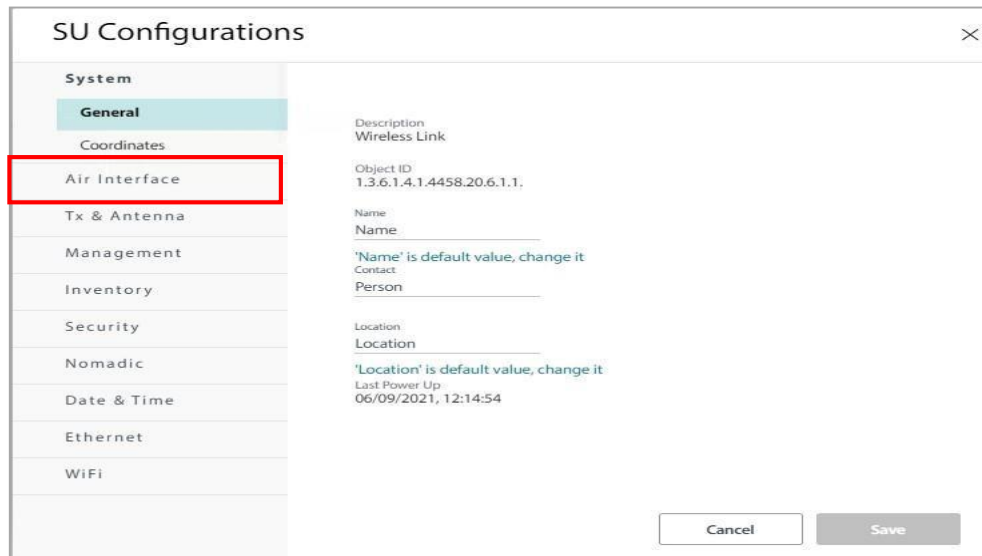 SU Configurations
System
General
Coordinates
Air Interface
Tx & Antenna
Management
Inventory
Security
Nomadic
Date & Time
Ethernet
WiFi
Description
Wireless Link
Object ID
1.3.6.1.4.1.4458.20.6.1.1.
Name
Name
'Name' is default value, change it
Contact
Person
Location
Location
'Location' is default value, change it
Last Power Up
06/09/2021, 12:14:54
Cancel
Save